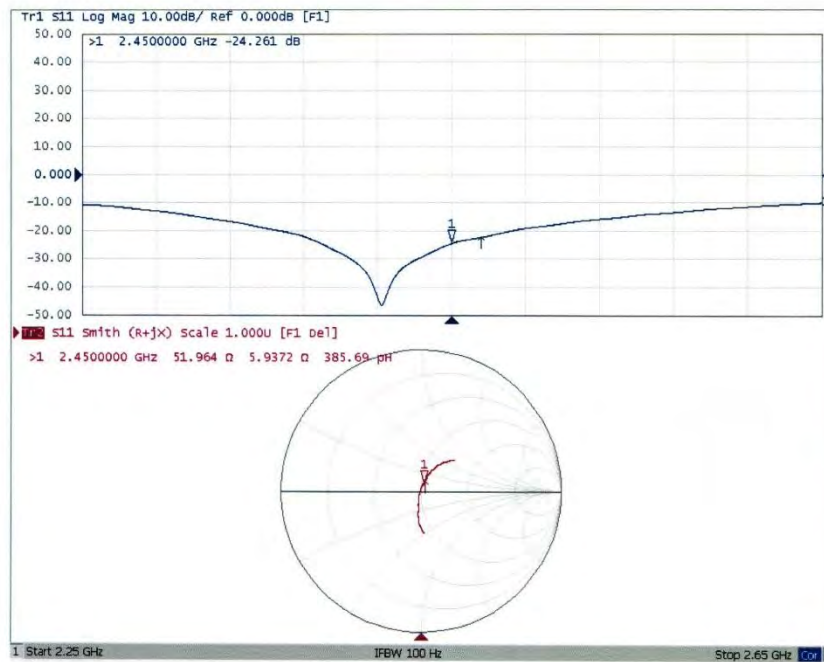 Tr1 S11 Log Mag 10.00dB/ Ref 0.000dB [F1]
50.00
>1 2.4500000 GHz -24.261 dB
40.00
30.00
20.00
10.00
0.000
-10.00
1
-20.00
-30.00
-40.00
-50.00
Tr2 S11 Smith (R+jX) Scale 1.000U [F1 Del]
>1 2.4500000 GHz 51.964 Ω 5.9372 Ω 385.69 pH
1
1 Start 2.25 GHz IFBW 100 Hz Stop 2.65 GHz Cor